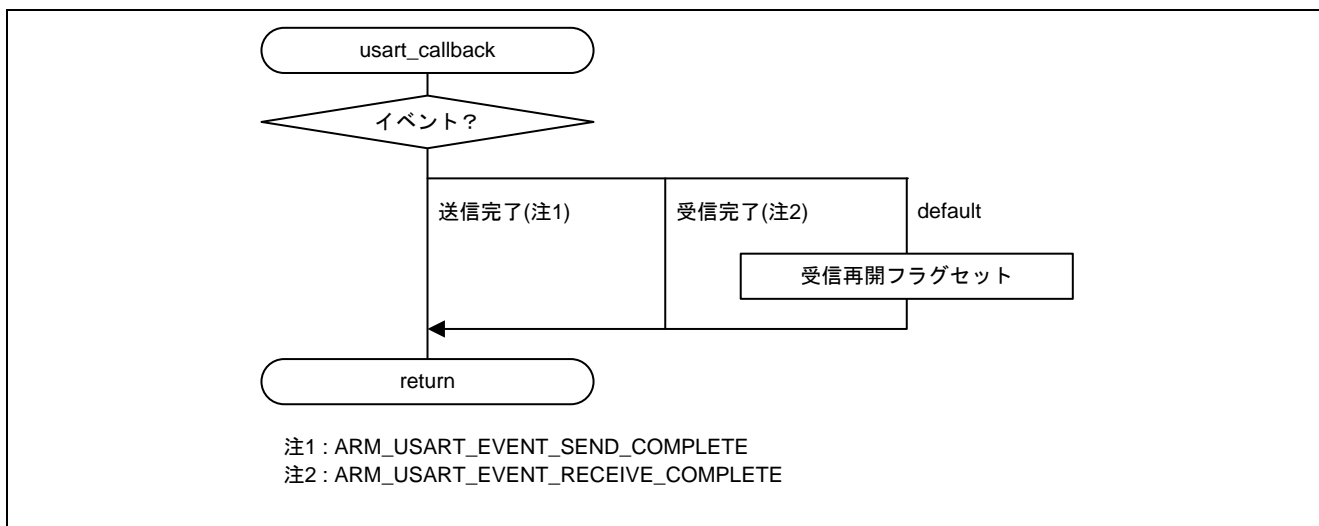 usart_callback
イベント？
送信完了(注1)
受信完了(注2)
default
受信再開フラグセット
return
注1 : ARM_USART_EVENT_SEND_COMPLETE
注2 : ARM_USART_EVENT_RECEIVE_COMPLETE